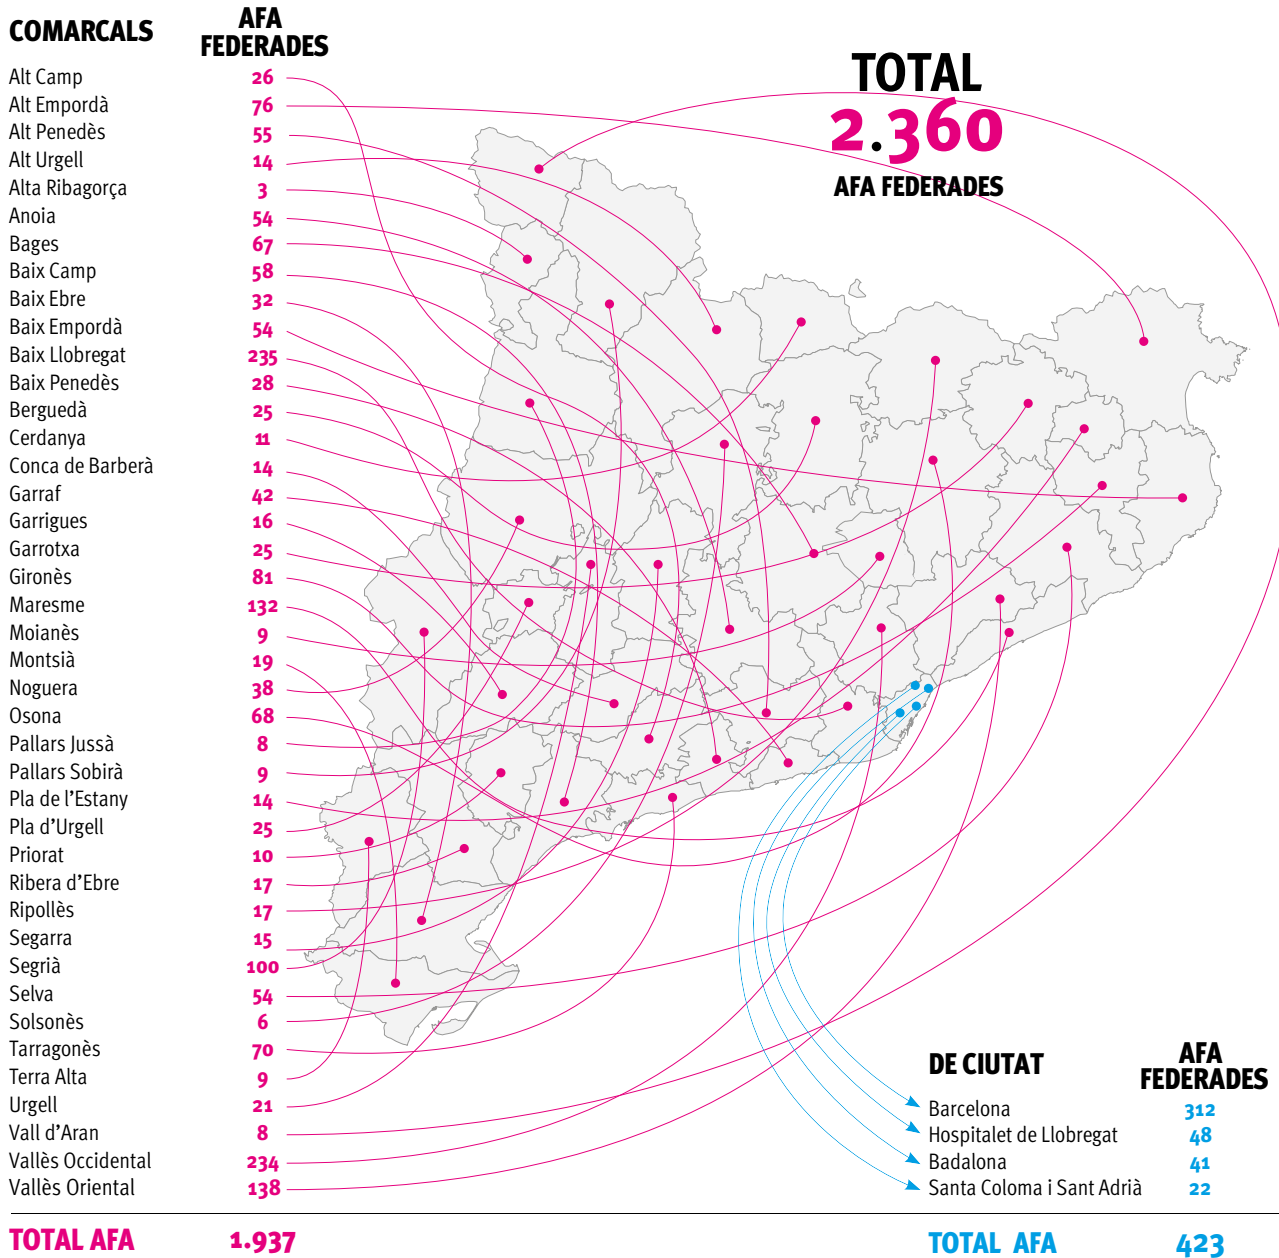 COMARCALS AFA
FEDERADES
Alt Camp 26
Alt Empordà 76
Alt Penedès 55
Alt Urgell 14
Alta Ribagorça 3
Anoia 54
Bages 67
Baix Camp 58
Baix Ebre 32
Baix Empordà 54
Baix Llobregat 235
Baix Penedès 28
Berguedà 25
Cerdanya 11
Conca de Barberà 14
Garraf 42
Garrigues 16
Garrotxa 25
Gironès 81
Maresme 132
Moianès 9
Montsià 19
Noguera 38
Osona 68
Pallars Jussà 8
Pallars Sobirà 9
Pla de l'Estany 14
Pla d'Urgell 25
Priorat 10
Ribera d'Ebre 17
Ripollès 17
Segarra 15
Segrià 100
Selva 54
Solsonès 6
Tarragonès 70
Terra Alta 9
Urgell 21
Vall d'Aran 8
Vallès Occidental 234
Vallès Oriental 138
TOTAL AFA 1.937
TOTAL
2.360
AFA FEDERADES
DE CIUTAT AFA
FEDERADES
Barcelona 312
Hospitalet de Llobregat 48
Badalona 41
Santa Coloma i Sant Adrià 22
TOTAL AFA 423